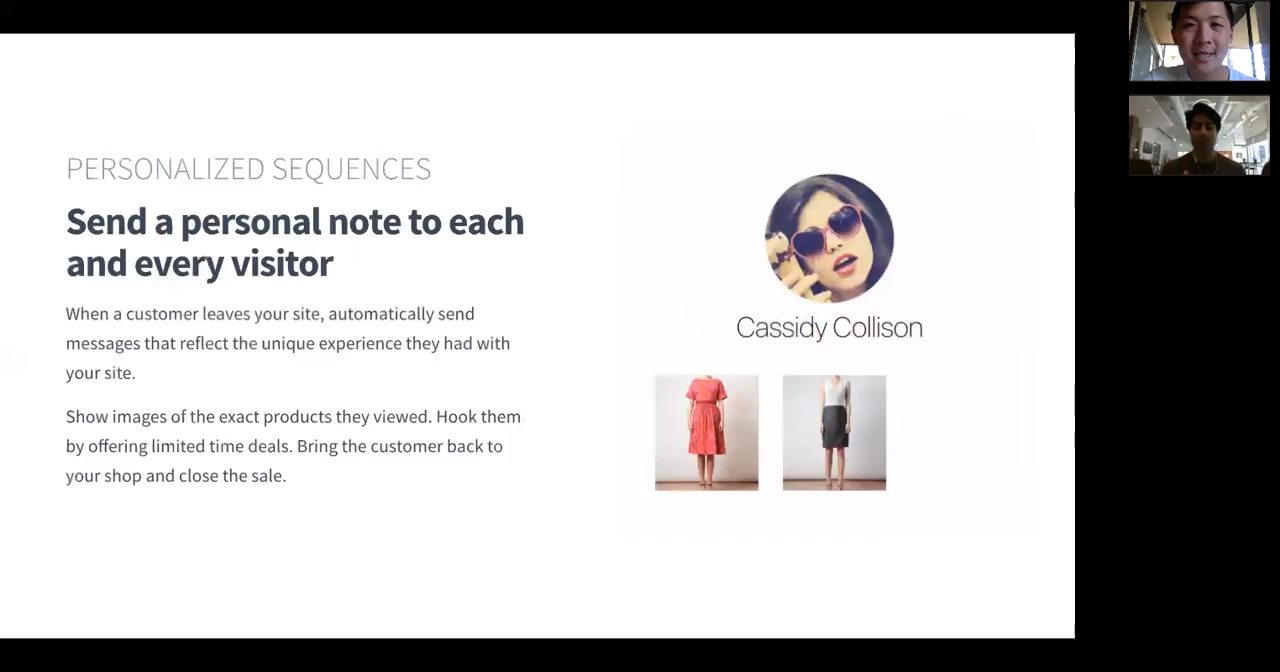 PERSONALIZED SEQUENCES
Send a personal note to each
and every visitor
When a customer leaves your site, automatically send
messages that reflect the unique experience they had with
your site.
Show images of the exact products they viewed. Hook them
by offering limited time deals. Bring the customer back to
your shop and close the sale.
Cassidy Collison